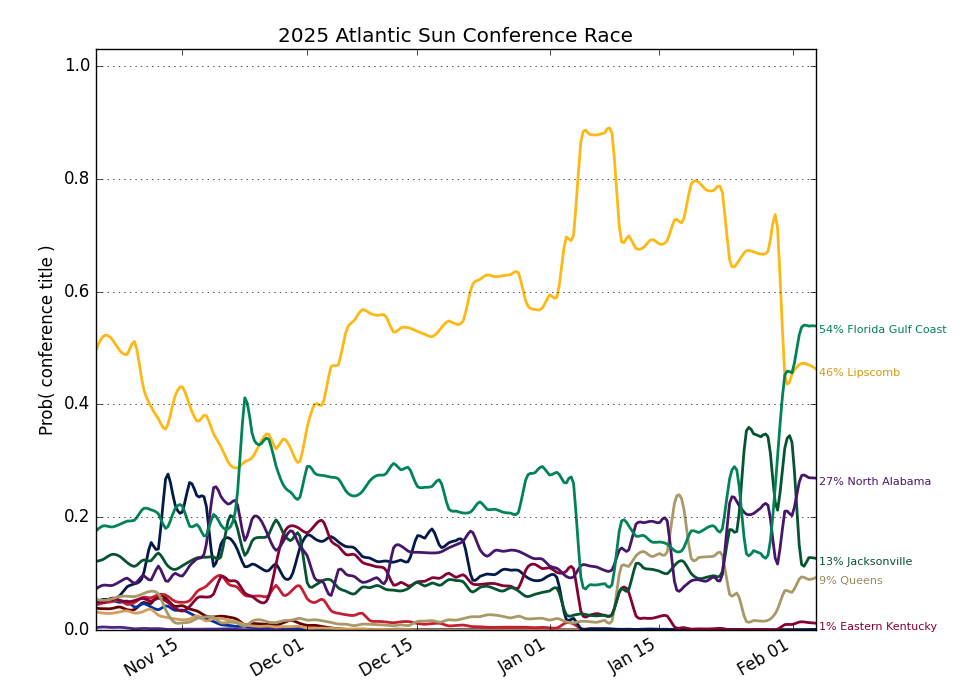 2025 Atlantic Sun Conference Race
Prob( conference title )
1.0
0.8
0.6
0.4
0.2
0.0
Nov 15
Dec 01
Dec 15
Jan 01
Jan 15
Feb 01
54% Florida Gulf Coast
46% Lipscomb
27% North Alabama
13% Jacksonville
9% Queens
1% Eastern Kentucky